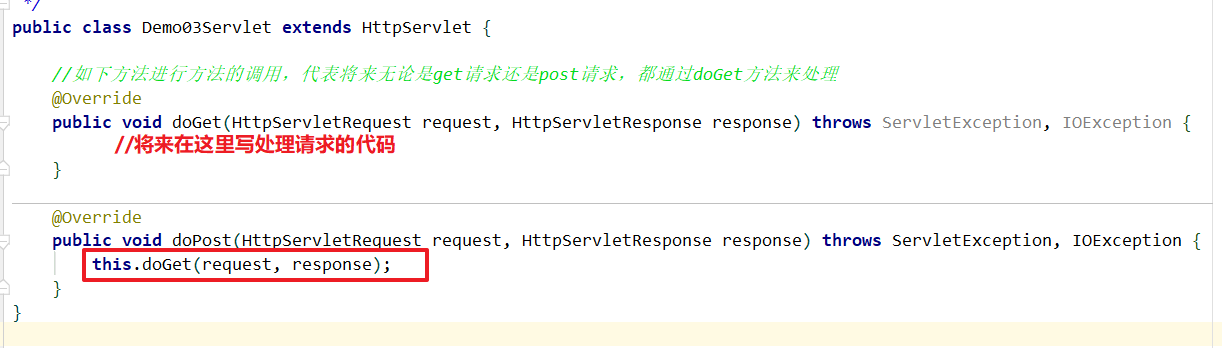 */
public class Demo03Servlet extends HttpServlet {
//如下方法进行方法的调用，代表将来无论是get请求还是post请求，都通过doGet方法来处理
@Override
public void doGet(HttpServletRequest request, HttpServletResponse response) throws ServletException, IOException {
//将来在这里写处理请求的代码
}
@Override
public void doPost(HttpServletRequest request, HttpServletResponse response) throws ServletException, IOException {
this.doGet(request, response);
}
}